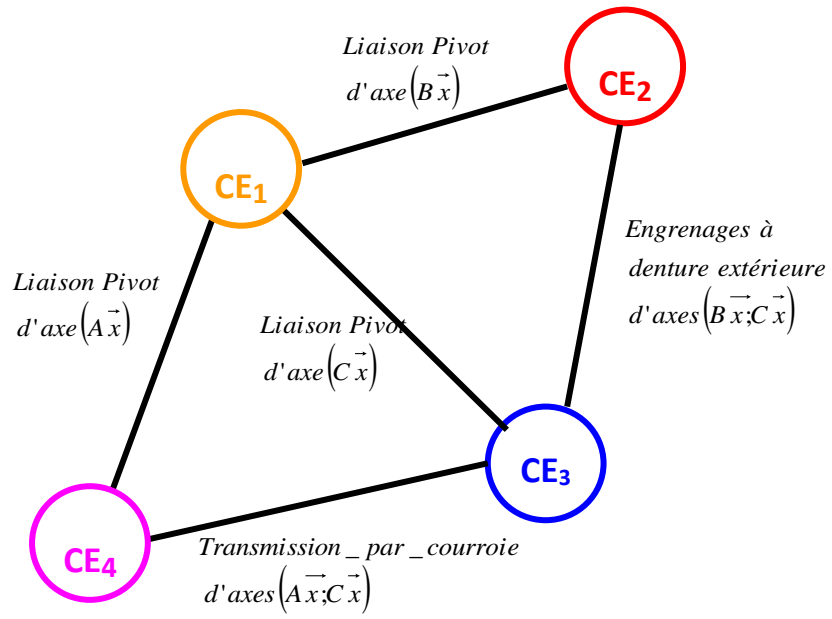 Liaison Pivot
d'axe(B x⃗)
CE₂
CE₁
Engrenages à
denture extérieure
d'axes(B x⃗;C x⃗)
Liaison Pivot
d'axe(A x⃗)
Liaison Pivot
d'axe(C x⃗)
CE₃
CE₄
Transmission_par_courroie
d'axes(A x⃗;C x⃗)